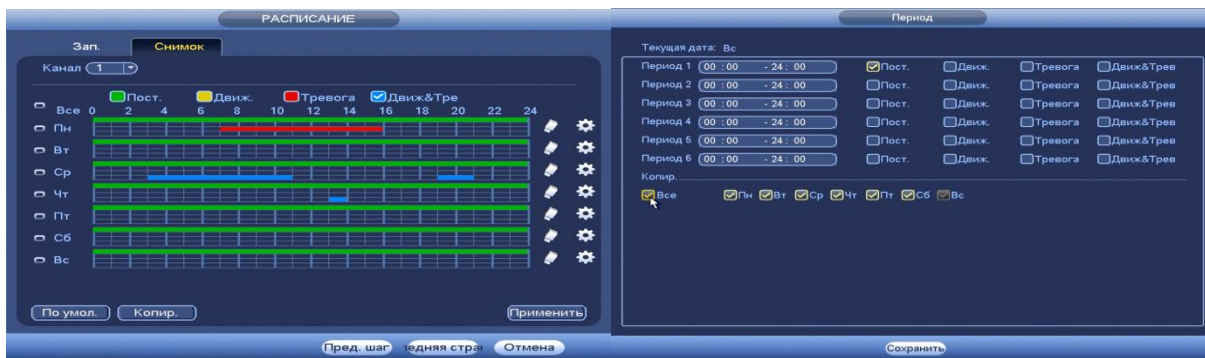 РАСПИСАНИЕ
Зап. Снимок
Канал 1
Пост. Движ. Тревога Движ&Тре
Все 0 2 4 6 8 10 12 14 16 18 20 22 24
Пн
Вт
Ср
Чт
Пт
Сб
Вс
По умол. Копир. Применить
Пред. шаг едняя стра Отмена
Период
Текущая дата: Вс
Период 1 00 :00 - 24 : 00 Пост. Движ. Тревога Движ&Трев
Период 2 00 :00 - 24 : 00 Пост. Движ. Тревога Движ&Трев
Период 3 00 :00 - 24 : 00 Пост. Движ. Тревога Движ&Трев
Период 4 00 :00 - 24 : 00 Пост. Движ. Тревога Движ&Трев
Период 5 00 :00 - 24 : 00 Пост. Движ. Тревога Движ&Трев
Период 6 00 :00 - 24 : 00 Пост. Движ. Тревога Движ&Трев
Копир.
Все Пн Вт Ср Чт Пт Сб Вс
Сохранить